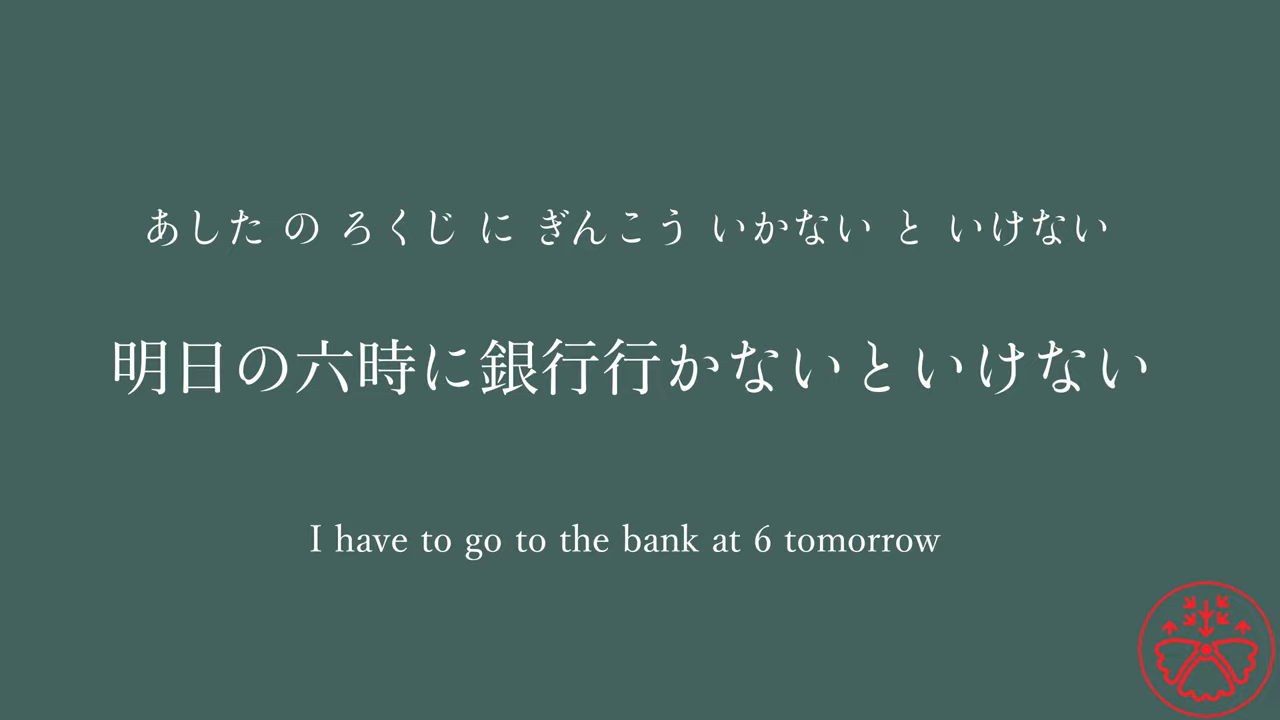 あした の ろくじ に ぎんこう いかない と いけない
明日の六時に銀行行かないといけない
I have to go to the bank at 6 tomorrow